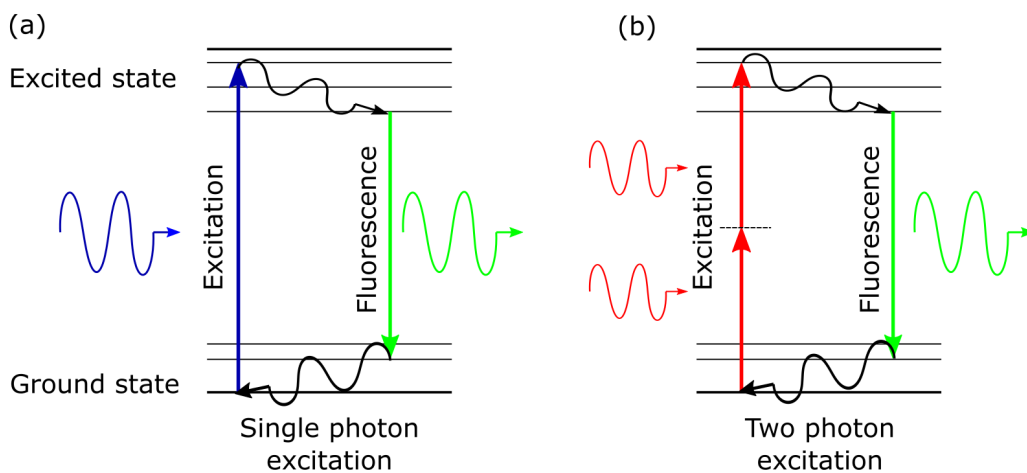 (a)
Excited state
Excitation
Fluorescence
Ground state
Single photon
excitation
(b)
Excitation
Fluorescence
Two photon
excitation